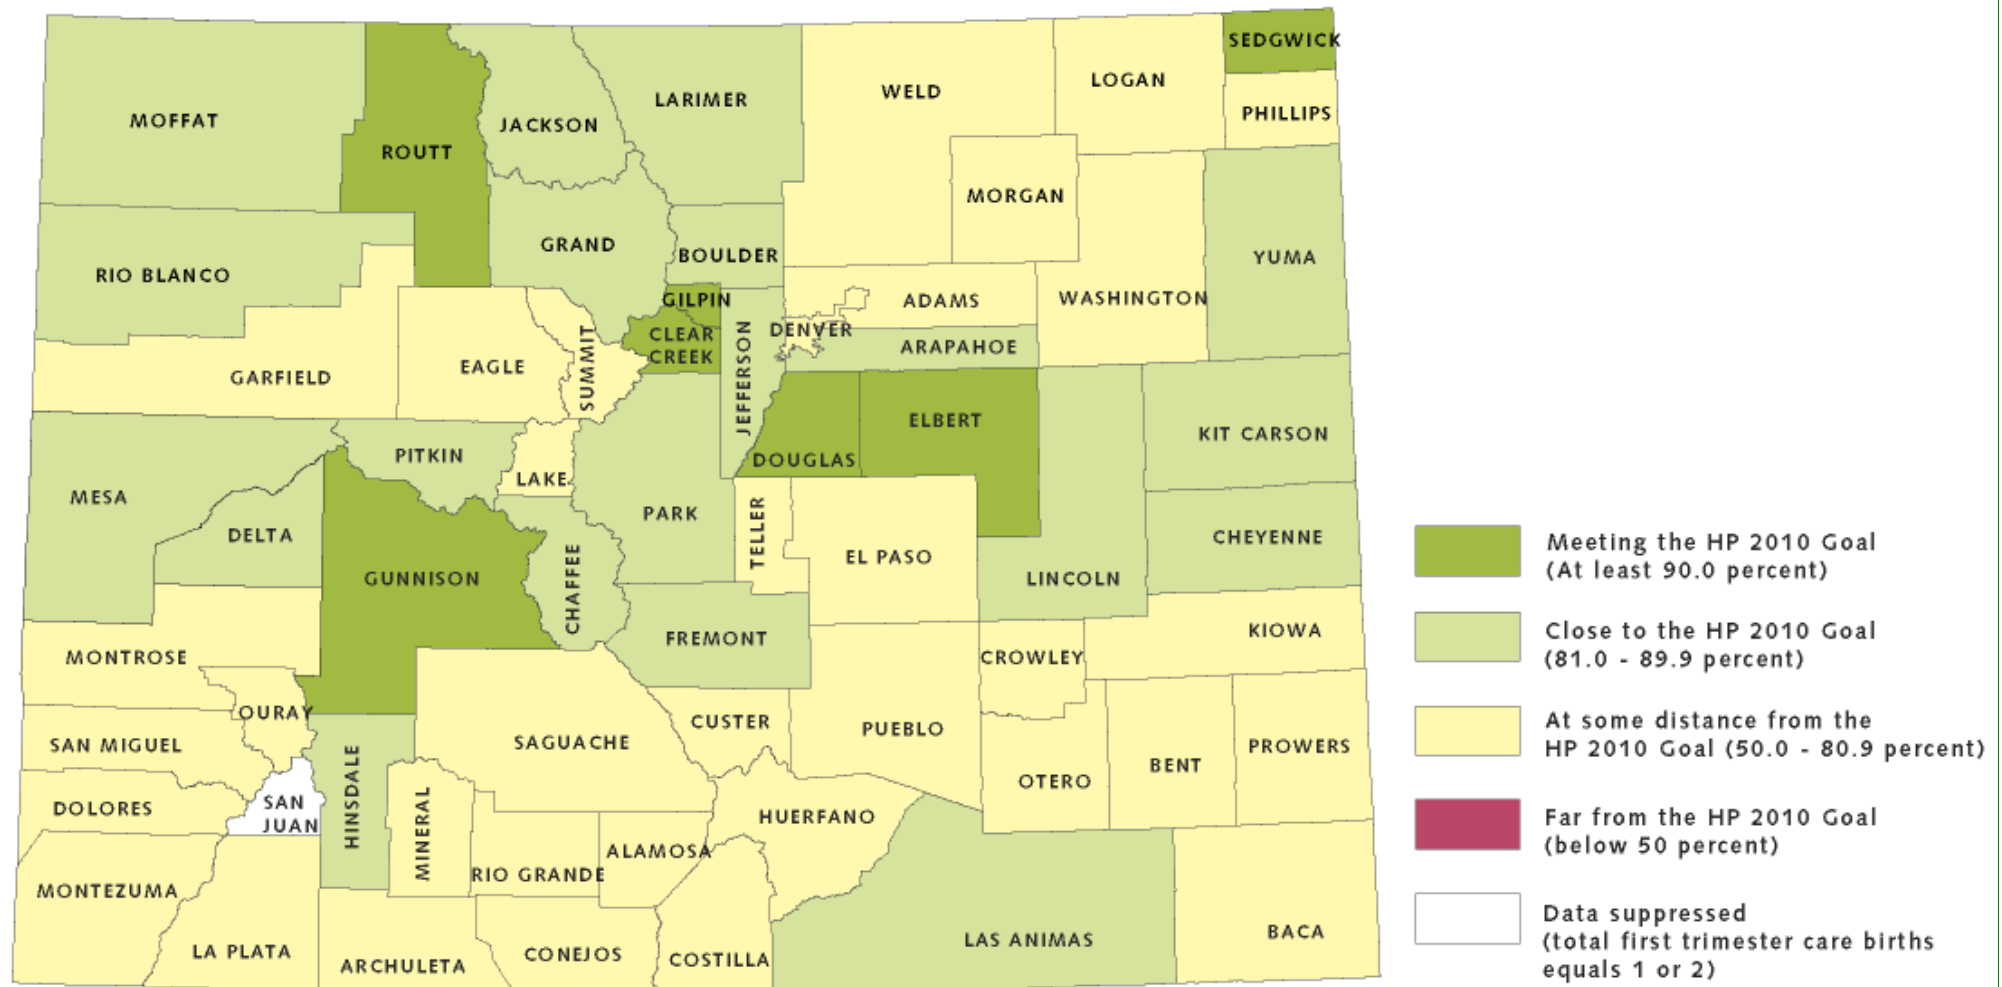 SEDGWICK
LOGAN
WELD
LARIMER
PHILLIPS
MOFFAT
JACKSON
ROUTT
MORGAN
GRAND
BOULDER
YUMA
RIO BLANCO
GILPIN
ADAMS
WASHINGTON
DENVER
CLEAR
CREEK
ARAPAHOE
EAGLE
SUMMIT
GARFIELD
JEFFERSON
ELBERT
KIT CARSON
PITKIN
DOUGLAS
LAKE
MESA
PARK
TELLER
DELTA
CHEYENNE
EL PASO
GUNNISON
CHAFFEE
LINCOLN
FREMONT
KIOWA
MONTROSE
CROWLEY
OURAY
CUSTER
PUEBLO
SAN MIGUEL
SAGUACHE
PROWERS
BENT
OTERO
HINSDALE
SAN
JUAN
DOLORES
HUERFANO
MINERAL
ALAMOSA
RIO GRANDE
MONTEZUMA
BACA
LAS ANIMAS
LA PLATA
CONEJOS
COSTILLA
ARCHULETA
Meeting the HP 2010 Goal
(At least 90.0 percent)
Close to the HP 2010 Goal
(81.0 - 89.9 percent)
At some distance from the
HP 2010 Goal (50.0 - 80.9 percent)
Far from the HP 2010 Goal
(below 50 percent)
Data suppressed
(total first trimester care births
equals 1 or 2)